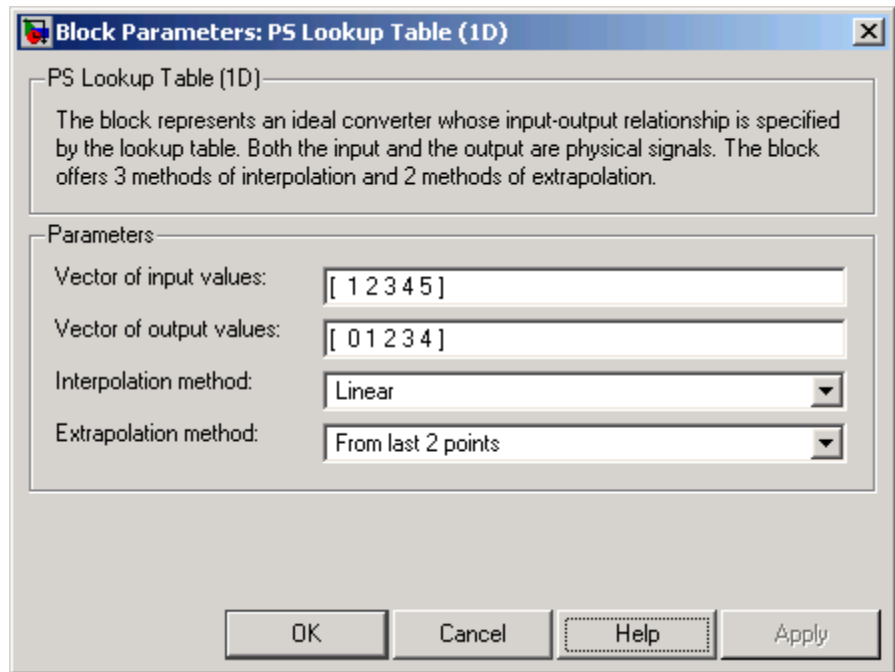 Block Parameters: PS Lookup Table (1D)
PS Lookup Table (1D)
The block represents an ideal converter whose input-output relationship is specified
by the lookup table. Both the input and the output are physical signals. The block
offers 3 methods of interpolation and 2 methods of extrapolation.
Parameters
Vector of input values: [ 1 2 3 4 5 ]
Vector of output values: [ 0 1 2 3 4 ]
Interpolation method: Linear
Extrapolation method: From last 2 points
OK Cancel Help Apply